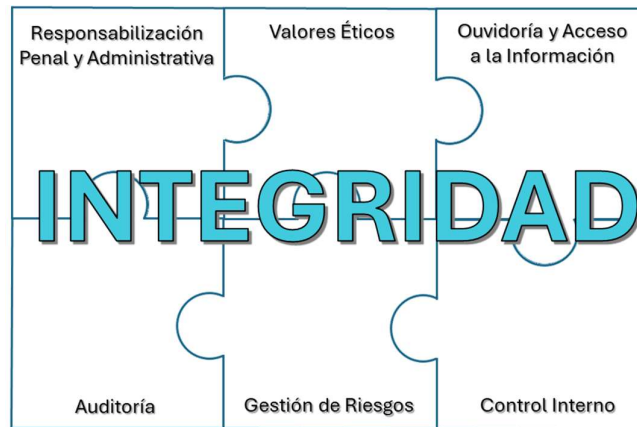 Responsabilización
Penal y Administrativa
Valores Éticos
Ouvidoría y Acceso
a la Información
INTEGRIDAD
Auditoría
Gestión de Riesgos
Control Interno